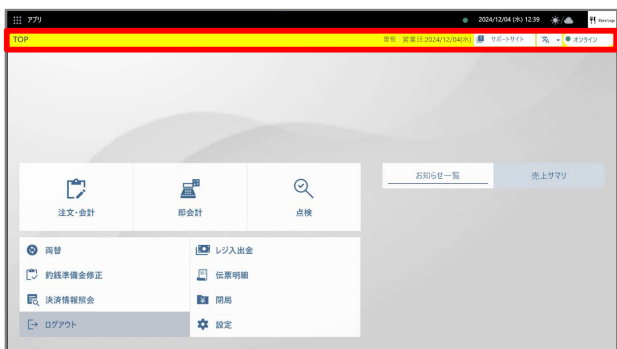 アプリ
2024/12/04 (水) 12:39
TOP
営業日:2024/12/04(水)
サポートサイト
オンライン
お知らせ一覧
売上サマリ
注文・会計
即会計
点検
両替
レジ入出金
釣銭準備金修正
伝票明細
決済情報照会
閉局
ログアウト
設定